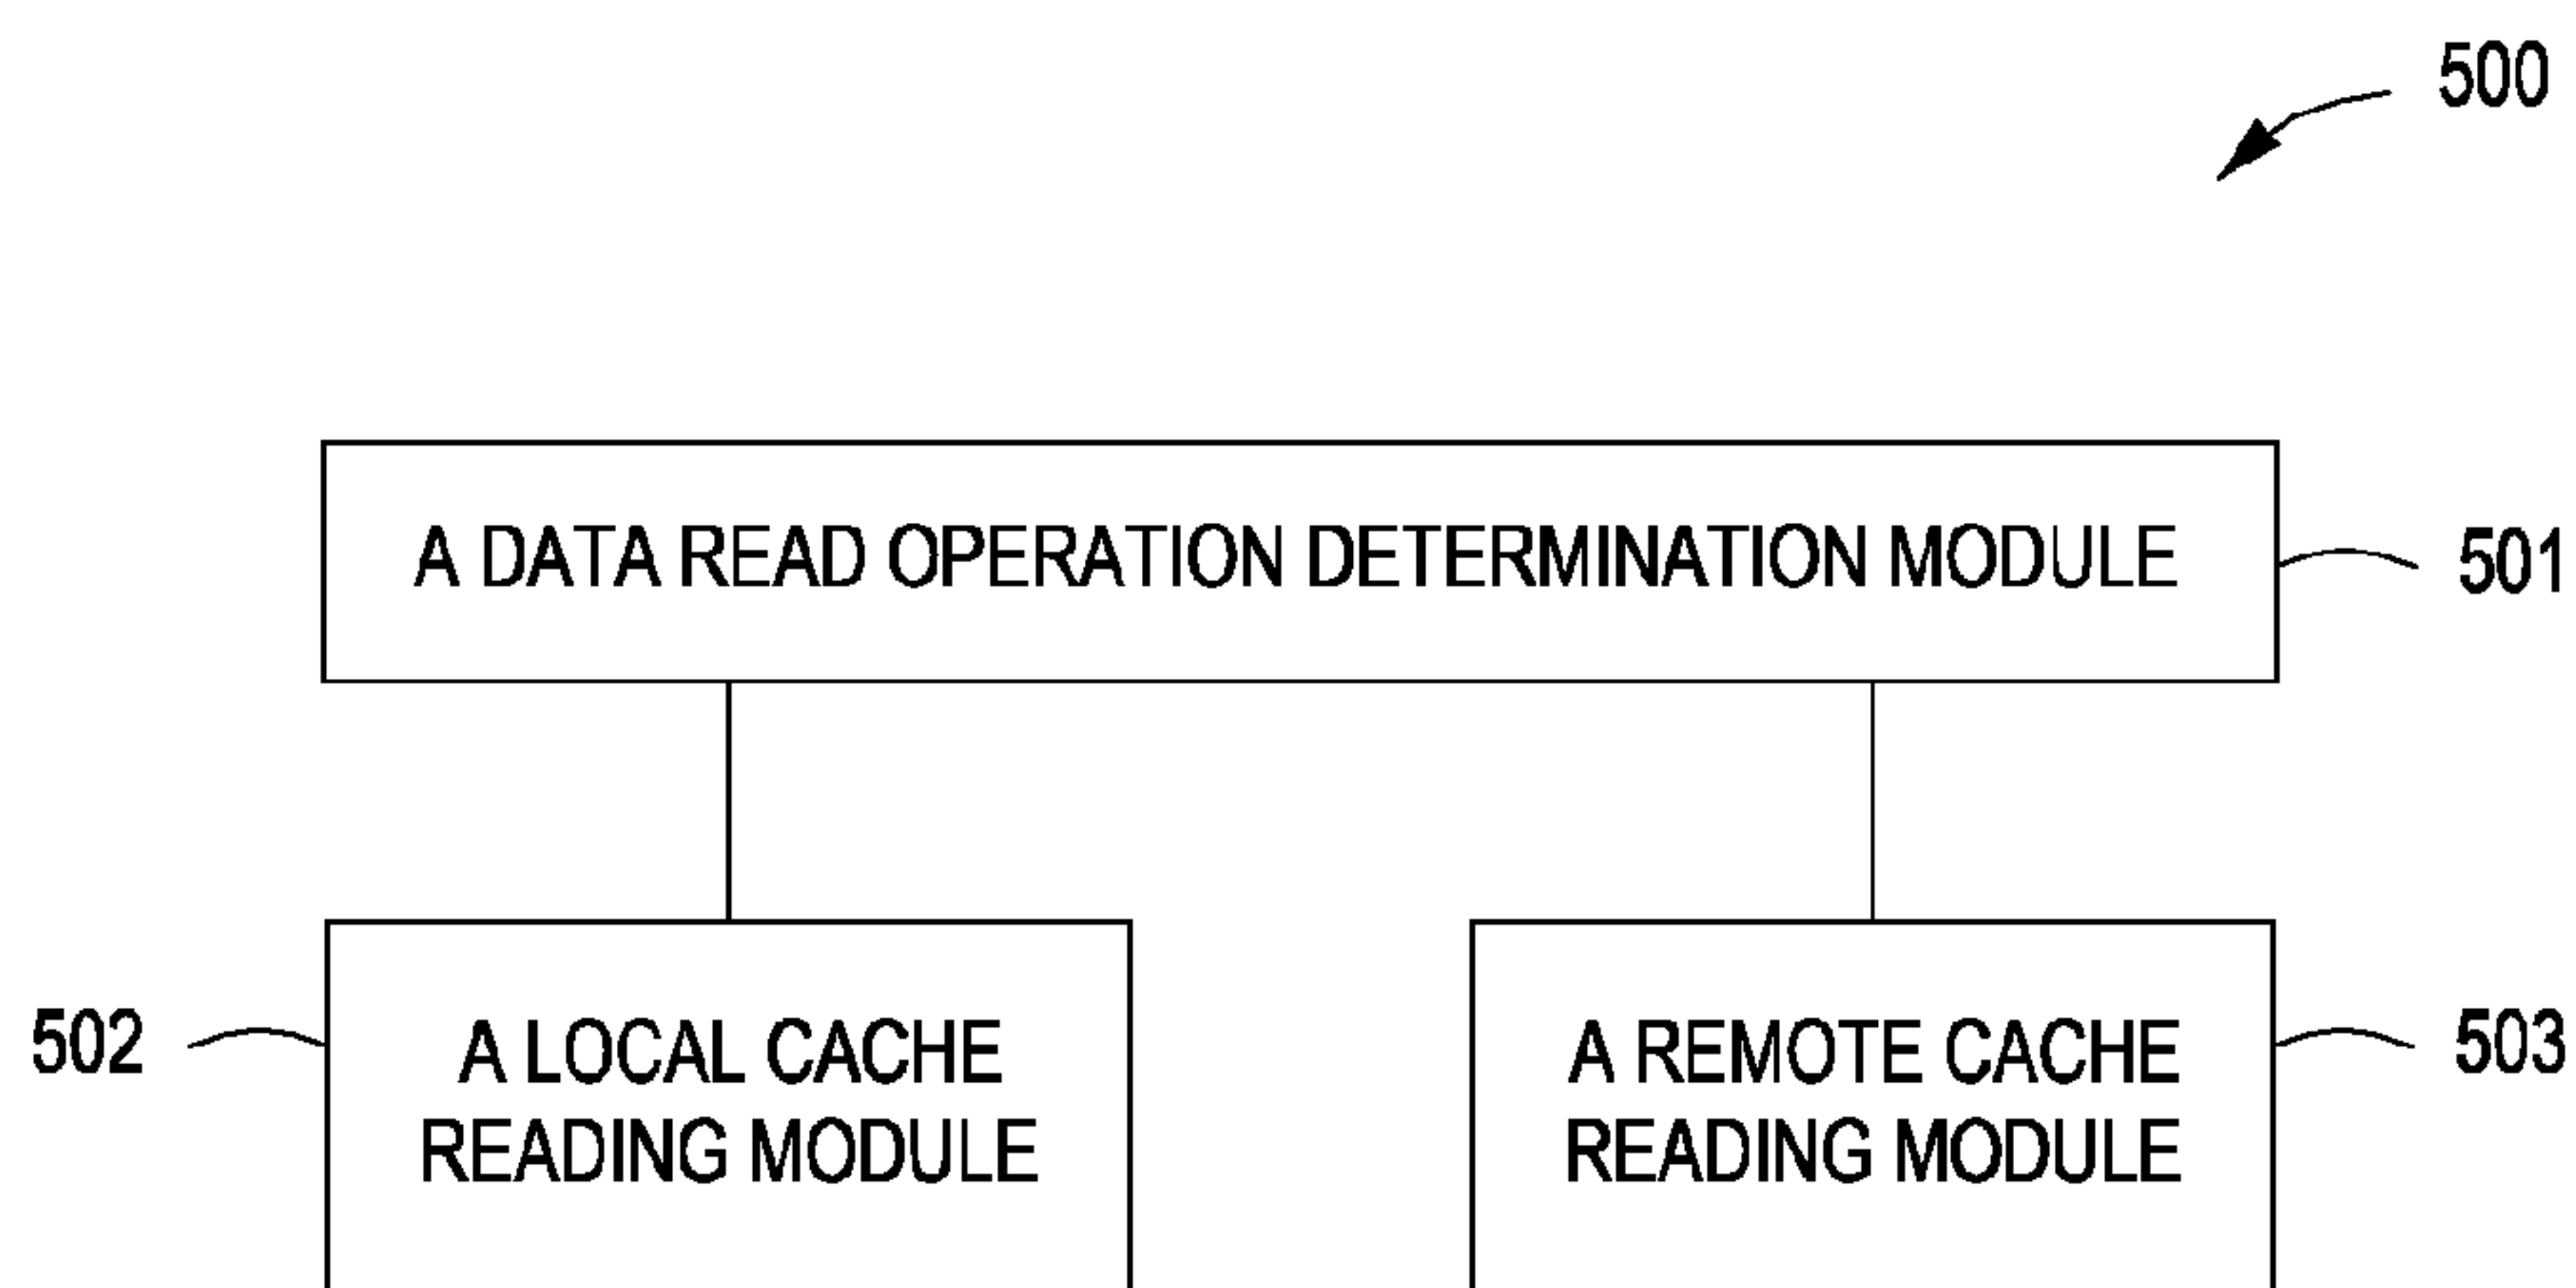 500
A DATA READ OPERATION DETERMINATION MODULE
501
502
A LOCAL CACHE
READING MODULE
A REMOTE CACHE
READING MODULE
503